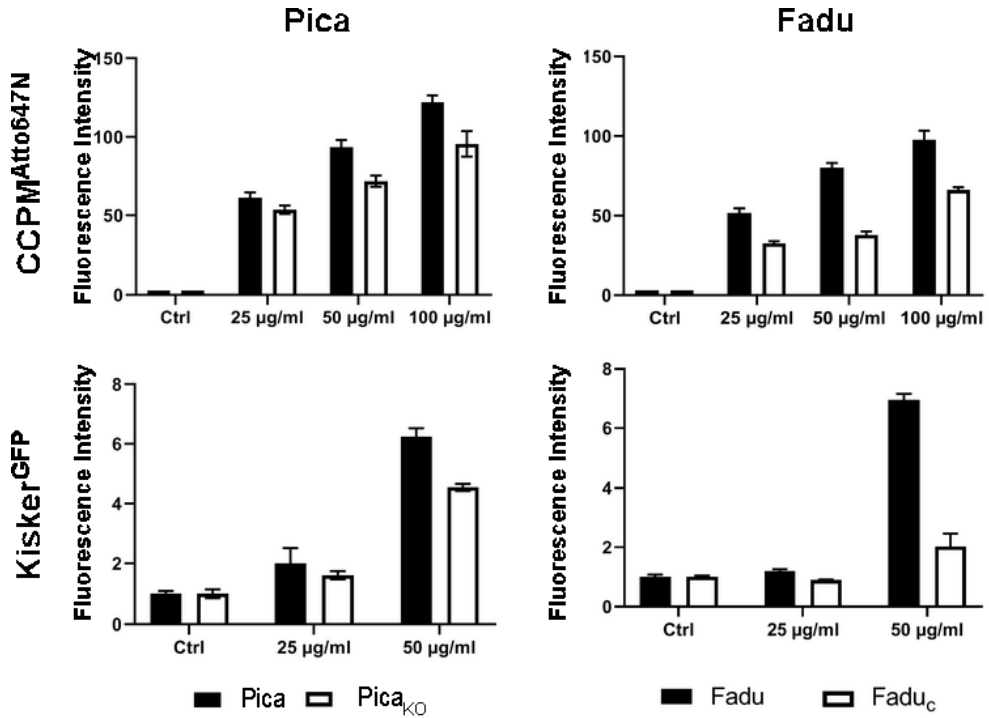 Pica
Fadu
CCPMAtto647N
Fluorescence Intensity
150
100
50
0
Ctrl
25 µg/ml
50 µg/ml
100 µg/ml
Fluorescence Intensity
150
100
50
0
Ctrl
25 µg/ml
50 µg/ml
100 µg/ml
KiskerGFP
Fluorescence Intensity
8
6
4
2
0
Ctrl
25 µg/ml
50 µg/ml
Fluorescence Intensity
8
6
4
2
0
Ctrl
25 µg/ml
50 µg/ml
Pica
PicaKO
Fadu
Faduc